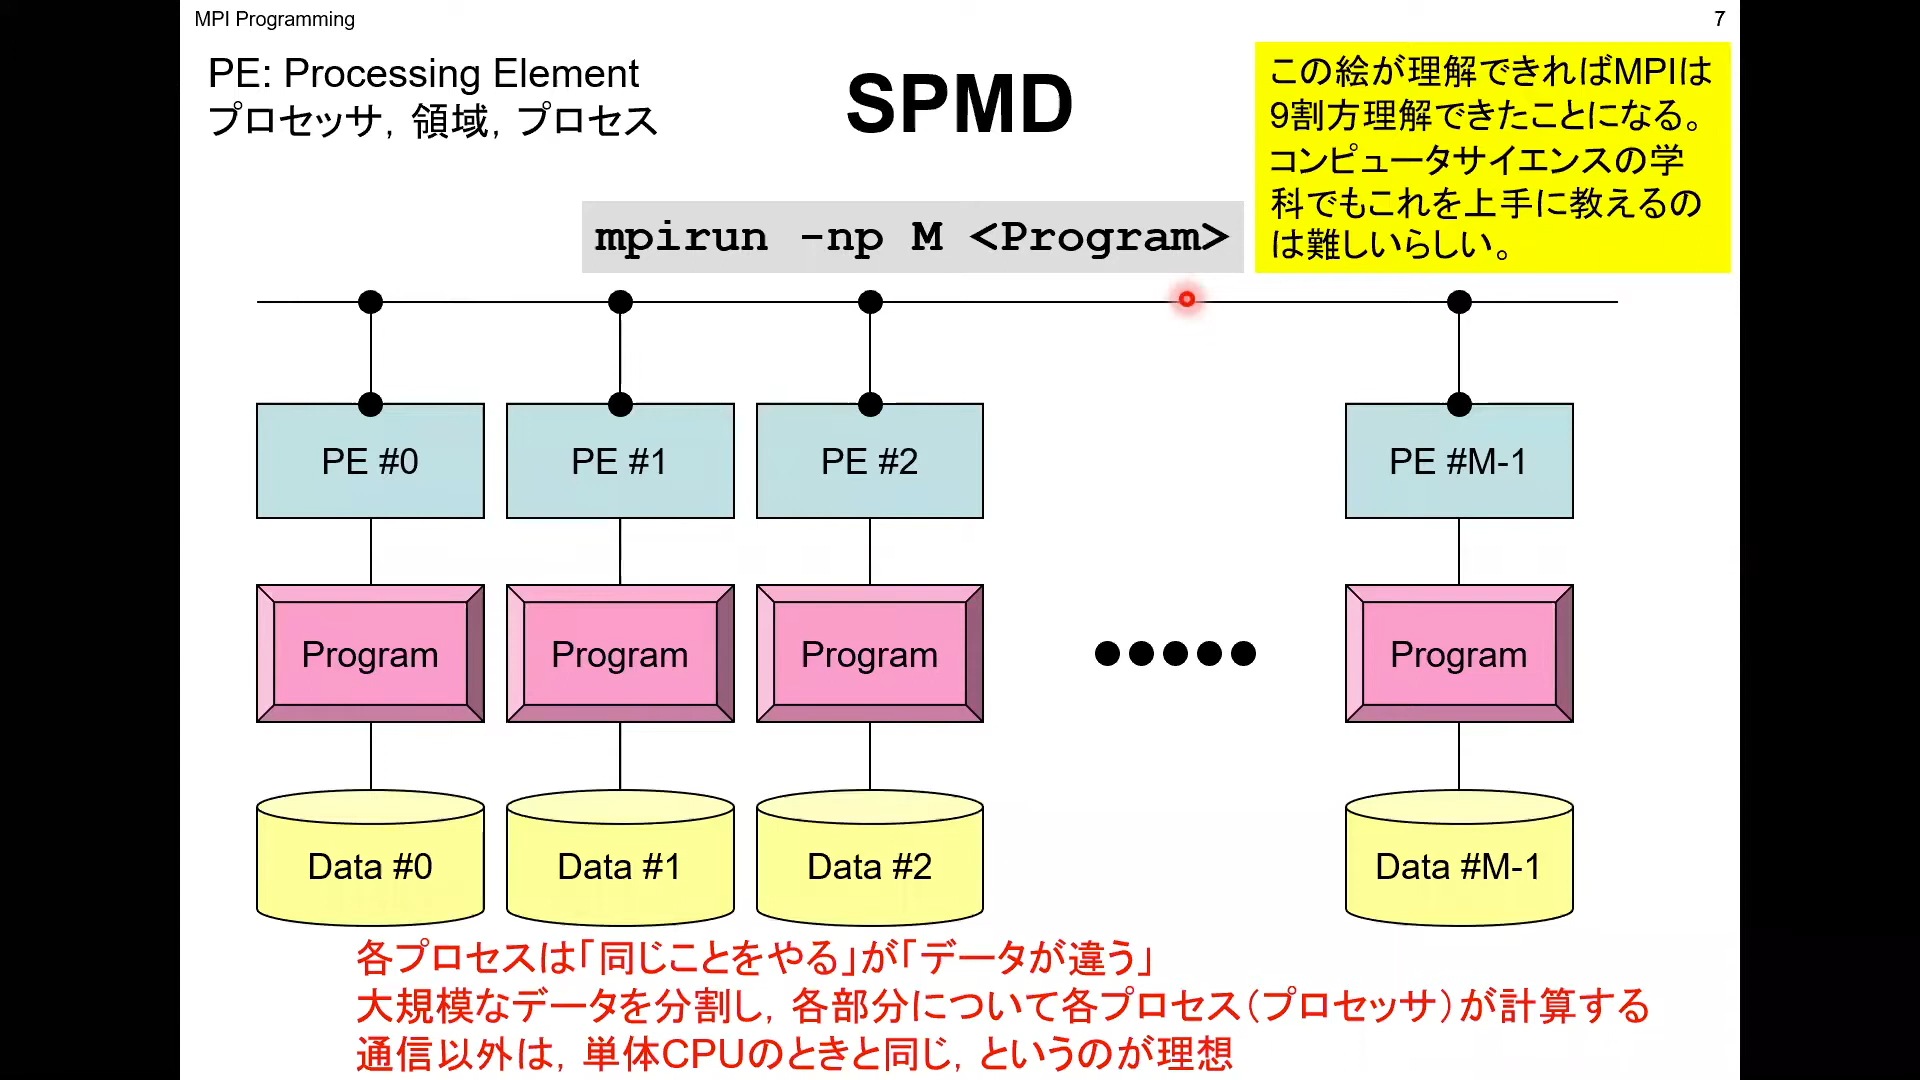 MPI Programming
7
PE: Processing Element
プロセッサ，領域，プロセス
SPMD
この絵が理解できればMPIは
9割方理解できたことになる。
コンピュータサイエンスの学
科でもこれを上手に教えるの
は難しいらしい。
mpirun -np M <Program>
PE #0
PE #1
PE #2
PE #M-1
Program
Program
Program
Program
Data #0
Data #1
Data #2
Data #M-1
各プロセスは「同じことをやる」が「データが違う」
大規模なデータを分割し，各部分について各プロセス（プロセッサ）が計算する
通信以外は，単体CPUのときと同じ，というのが理想